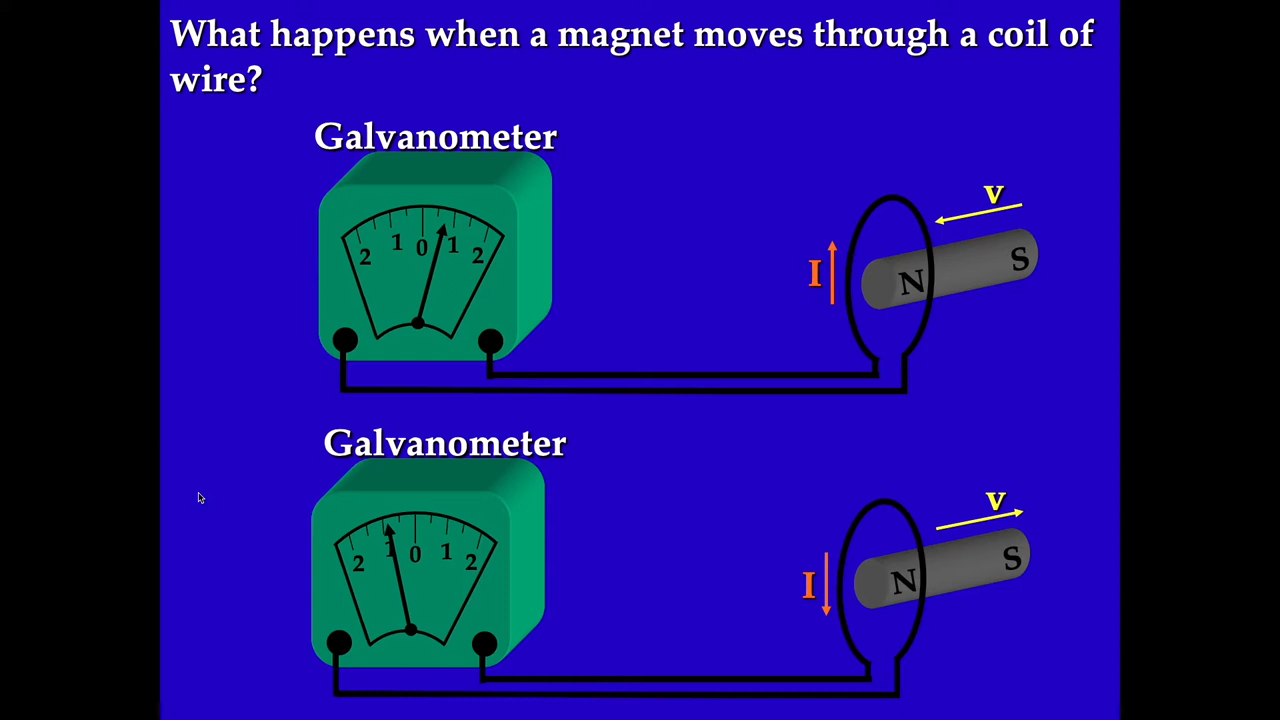 What happens when a magnet moves through a coil of
wire?
Galvanometer
2 1 0 1 2
v
I
N S
Galvanometer
2 1 0 1 2
v
I
N S